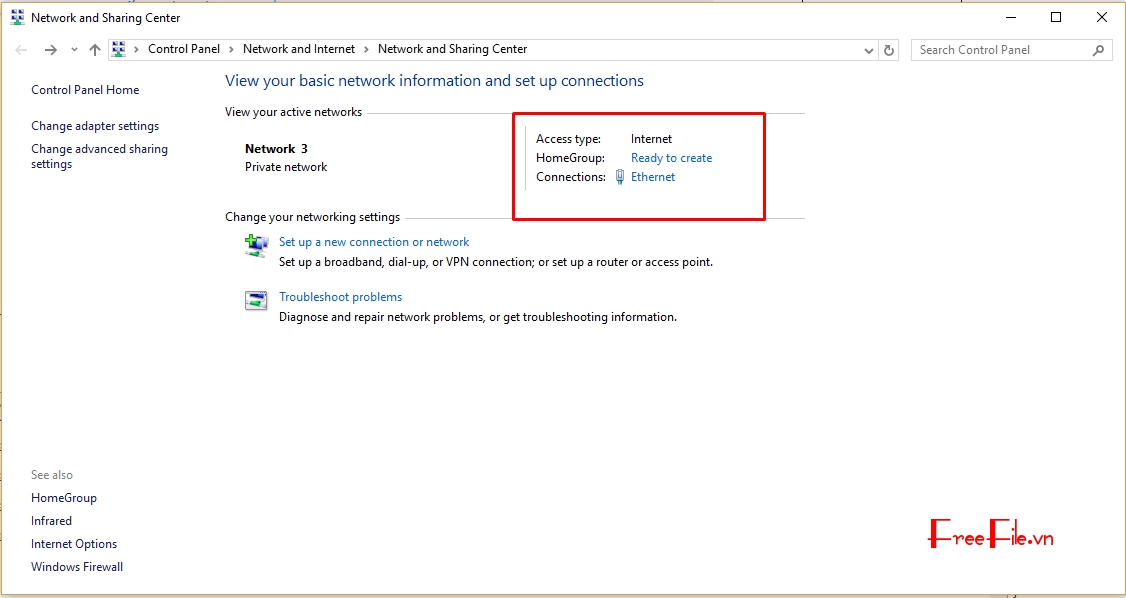 Network and Sharing Center
Control Panel > Network and Internet > Network and Sharing Center
Search Control Panel
Control Panel Home
Change adapter settings
Change advanced sharing
settings
View your basic network information and set up connections
View your active networks
Network 3
Private network
Access type: Internet
HomeGroup: Ready to create
Connections: Ethernet
Change your networking settings
Set up a new connection or network
Set up a broadband, dial-up, or VPN connection; or set up a router or access point.
Troubleshoot problems
Diagnose and repair network problems, or get troubleshooting information.
See also
HomeGroup
Infrared
Internet Options
Windows Firewall
FreeFile.vn